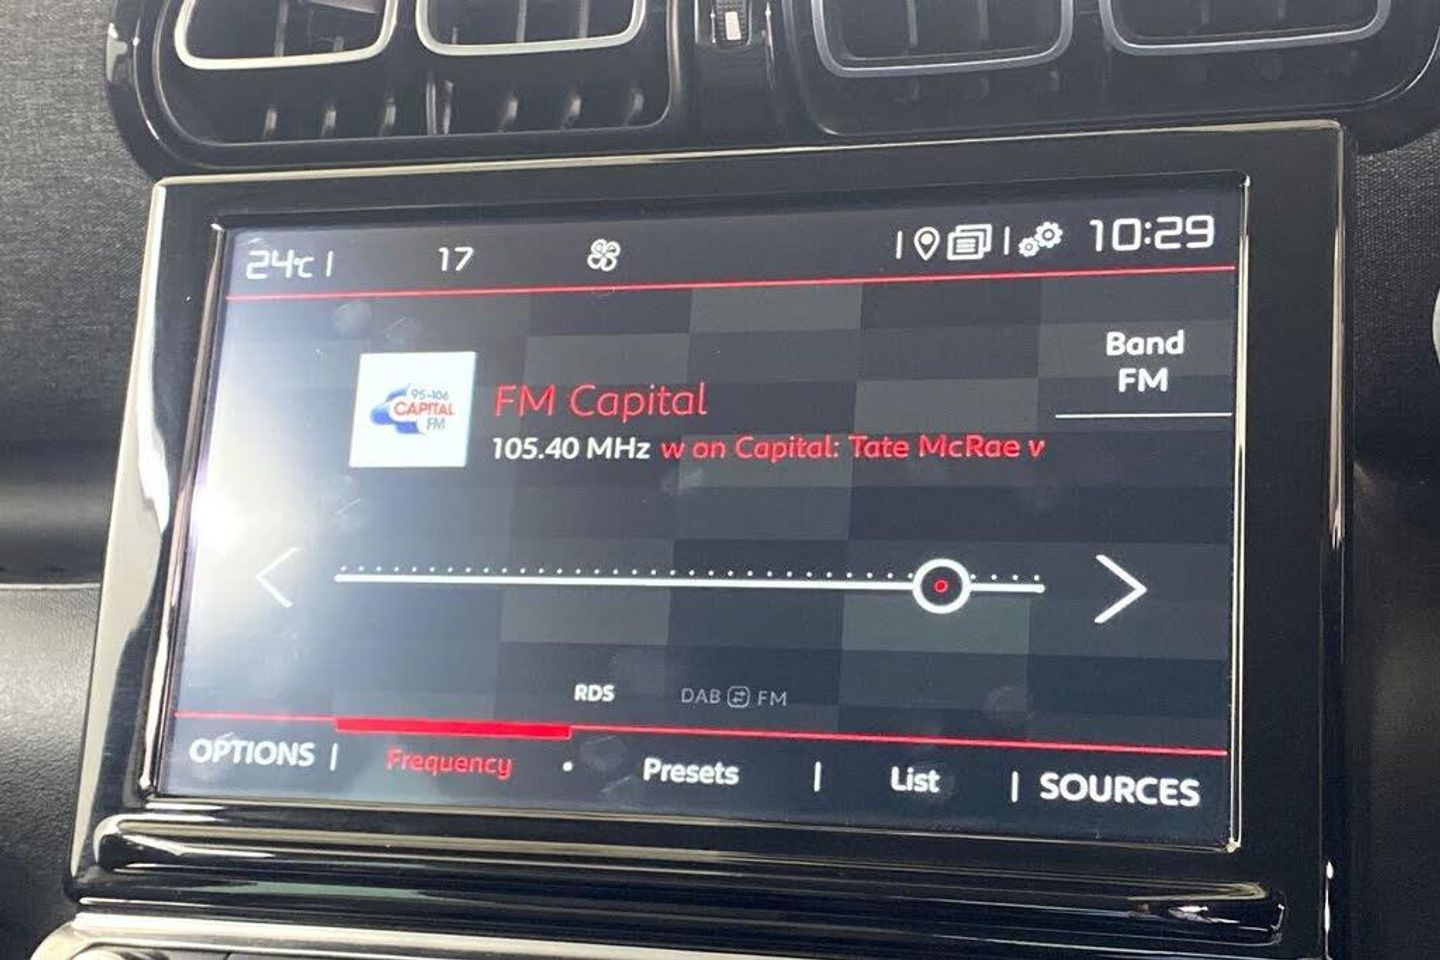 24°C | 17 | | 10:29
Band
FM
95-106
CAPITAL
FM
FM Capital
105.40 MHz w on Capital: Tate McRae v
RDS DAB FM
OPTIONS | Frequency • Presets | List | SOURCES